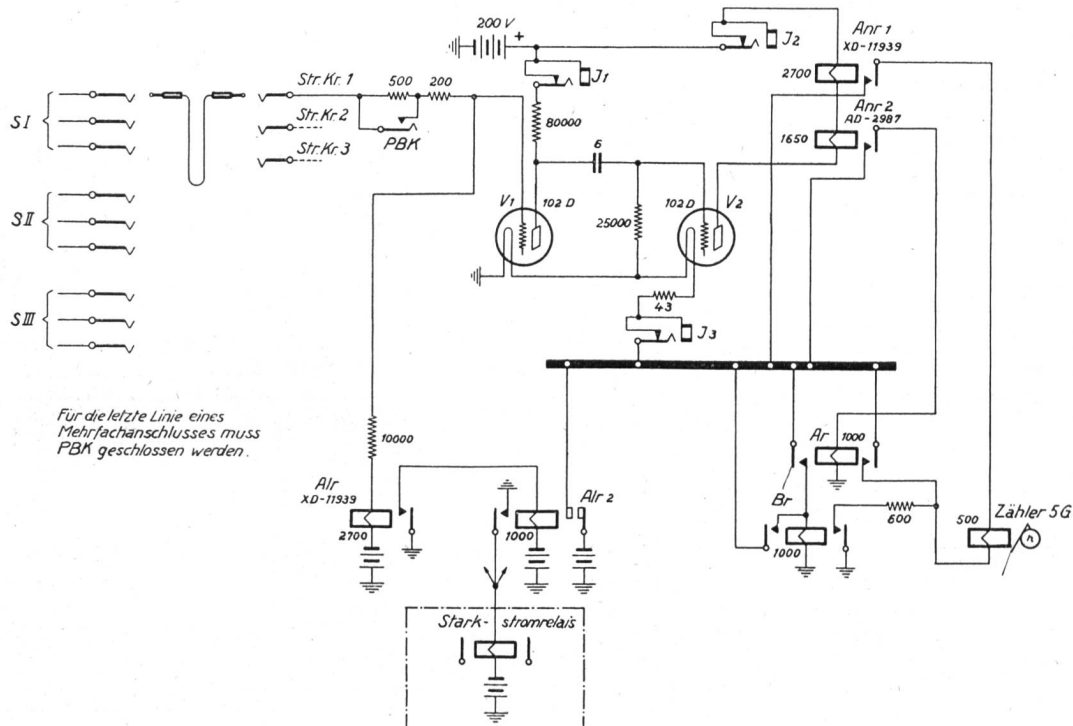 200 V
+
J2
Anr 1
XD-11939
2700
J1
Str. Kr. 1
500
200
S I
Str. Kr. 2
PBK
Str. Kr. 3
80000
Anr 2
AD-2987
1650
6
V1
102 D
25000
102 D
V2
S II
43
J3
S III
Für die letzte Linie eines
Mehrfachanschlusses muss
PBK geschlossen werden.
10000
Ar
1000
Alr
XD-11939
2700
1000
Alr 2
Br
1000
600
500
Zähler 5G
n
Stark-stromrelais